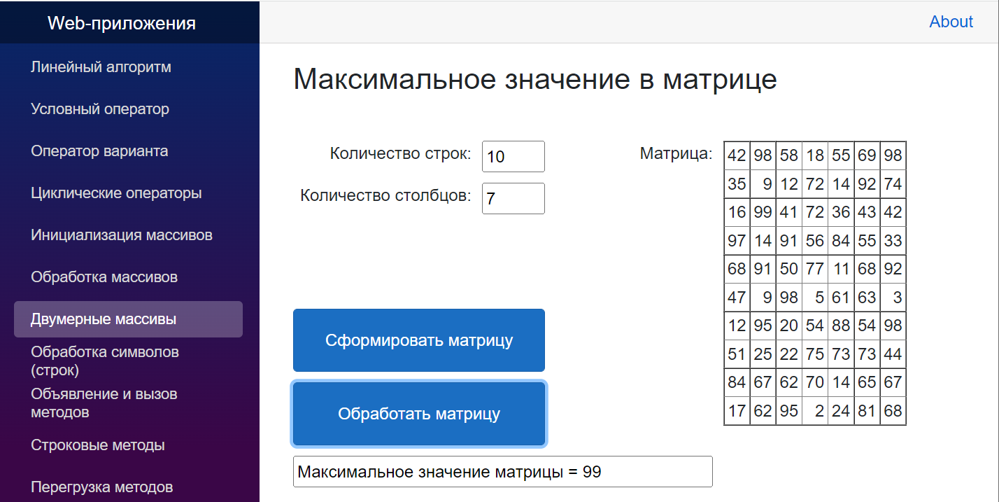 Web-приложения
About
Линейный алгоритм
Условный оператор
Оператор варианта
Циклические операторы
Инициализация массивов
Обработка массивов
Двумерные массивы
Обработка символов
(строк)
Объявление и вызов
методов
Строковые методы
Перегрузка методов
Максимальное значение в матрице
Количество строк: 10
Количество столбцов: 7
Сформировать матрицу
Обработать матрицу
Максимальное значение матрицы = 99
Матрица:
42 98 58 18 55 69 98
35 9 12 72 14 92 74
16 99 41 72 36 43 42
97 14 91 56 84 55 33
68 91 50 77 11 68 92
47 9 98 5 61 63 3
12 95 20 54 88 54 98
51 25 22 75 73 73 44
84 67 62 70 14 65 67
17 62 95 2 24 81 68